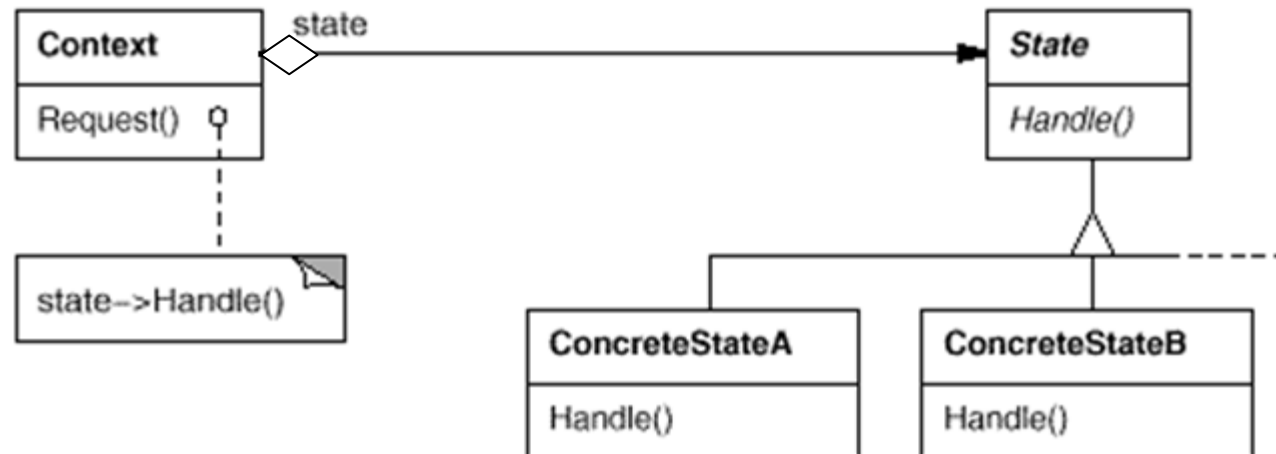 state
Context
State
Request()
Handle()
state->Handle()
ConcreteStateA
ConcreteStateB
Handle()
Handle()